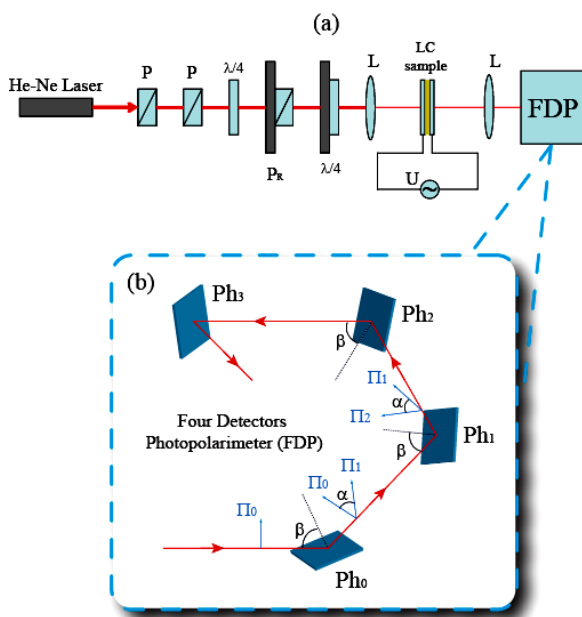 (a)
He-Ne Laser
P
P
λ/4
PR
λ/4
L
LC
sample
U
L
FDP
(b)
Ph3
Ph2
β
Π1
α
Π2
β
Ph1
Four Detectors
Photopolarimeter (FDP)
Π0
Π1
α
Π0
β
Ph0